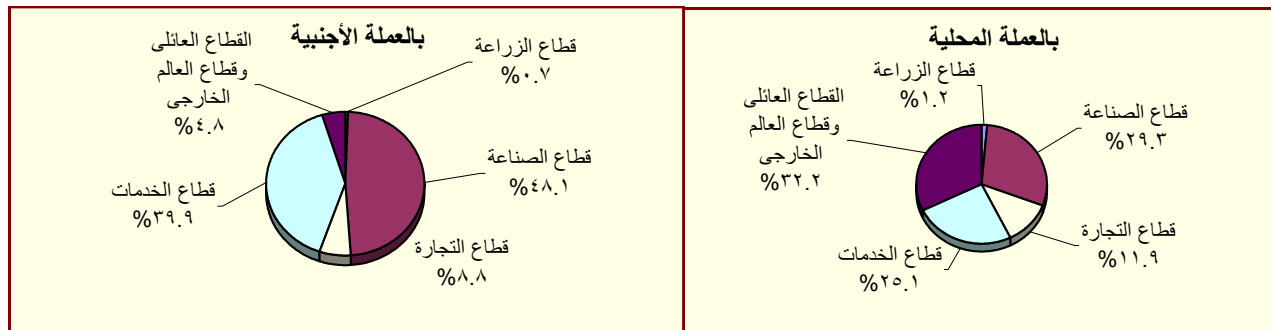 بالعملة المحلية
قطاع الزراعة
%١.٢
قطاع الصناعة
%٢٩.٣
قطاع التجارة
%١١.٩
قطاع الخدمات
%٢٥.١
القطاع العائلى
وقطاع العالم
الخارجى
%٣٢.٢
بالعملة الأجنبية
قطاع الزراعة
%٠.٧
قطاع الصناعة
%٤٨.١
قطاع التجارة
%٨.٨
قطاع الخدمات
%٣٩.٩
القطاع العائلى
وقطاع العالم
الخارجى
%٤.٨